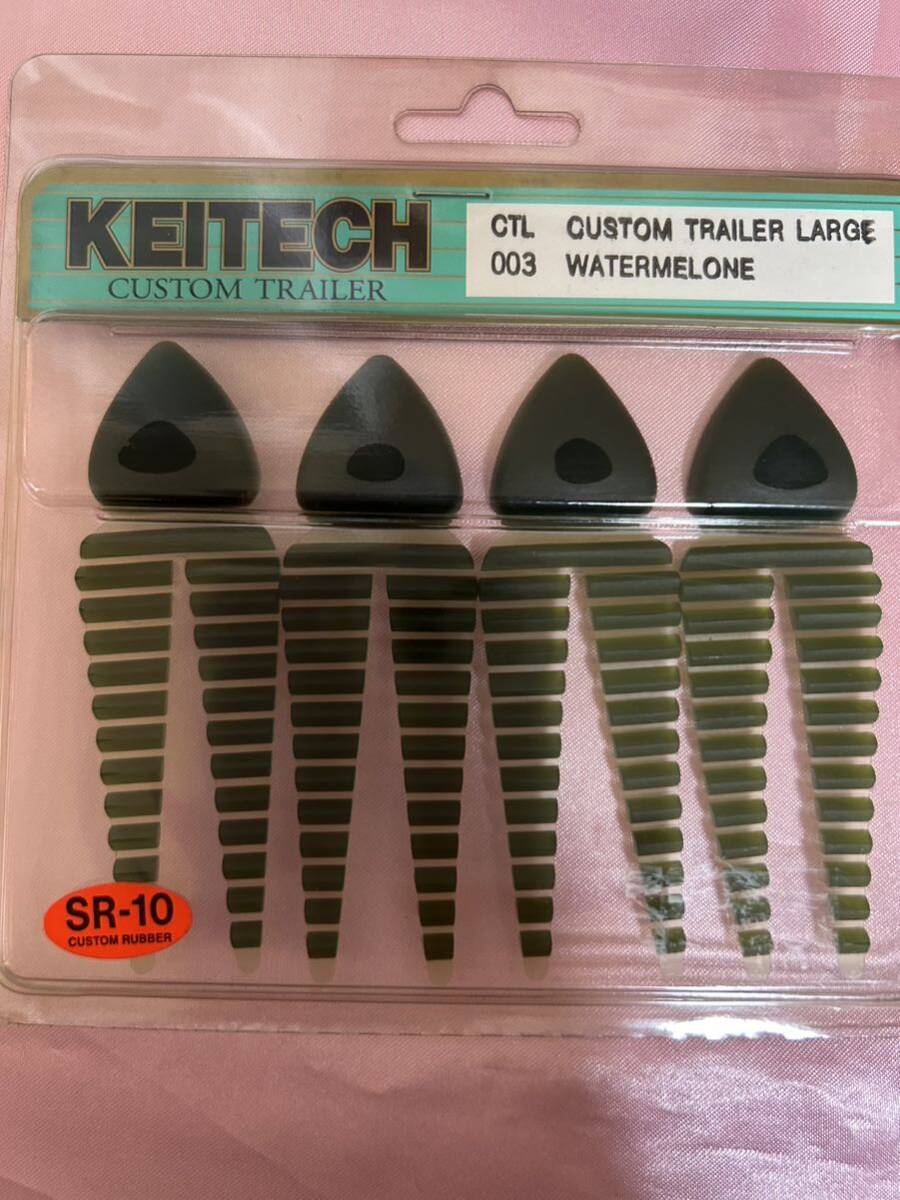 KEITECH
CUSTOM TRAILER
CTL CUSTOM TRAILER LARGE
003 WATERMELONE
SR-10
CUSTOM RUBBER